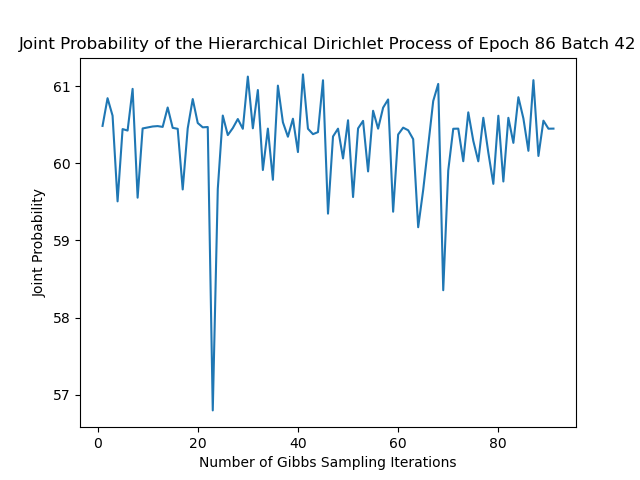 Joint Probability of the Hierarchical Dirichlet Process of Epoch 86 Batch 42
61
60
59
58
57
Joint Probability
0 20 40 60 80
Number of Gibbs Sampling Iterations